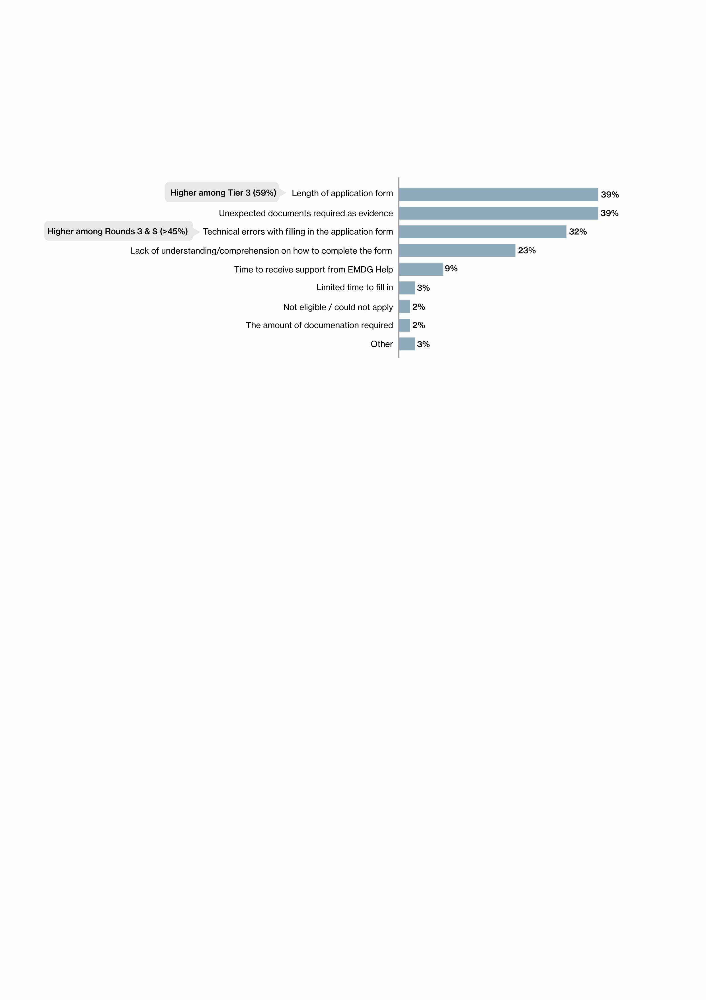 Higher among Tier 3 (59%) Length of application form 39%
Unexpected documents required as evidence 39%
Higher among Rounds 3 & $ (>45%) Technical errors with filling in the application form 32%
Lack of understanding/comprehension on how to complete the form 23%
Time to receive support from EMDG Help 9%
Limited time to fill in 3%
Not eligible / could not apply 2%
The amount of documenation required 2%
Other 3%